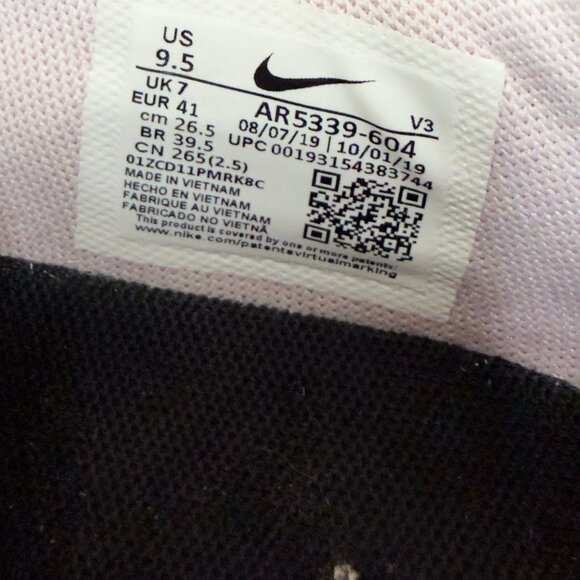 US
9.5
UK 7
EUR 41
cm 26.5
BR 39.5
CN 265(2.5)
01ZCD11PMRK8C
MADE IN VIETNAM
HECHO EN VIETNAM
FABRIQUE AU VIETNAM
FABRICADO NO VIETNÃ
AR5339-604 V3
08/07/19 | 10/01/19
UPC 00193154383744
This product is covered by one or more patents:
www.nike.com/patentsvirtualmarking